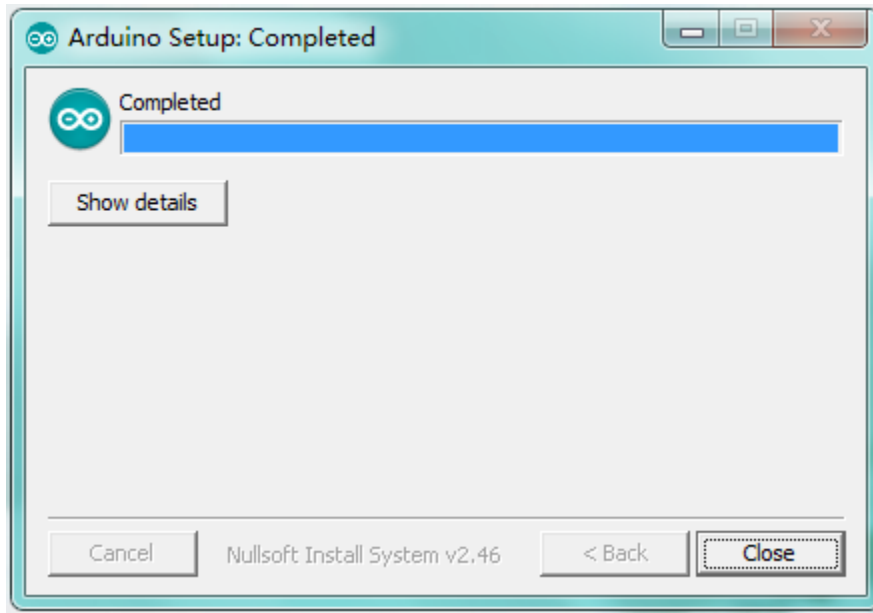 Arduino Setup: Completed
Completed
Show details
Cancel Nullsoft Install System v2.46 < Back Close